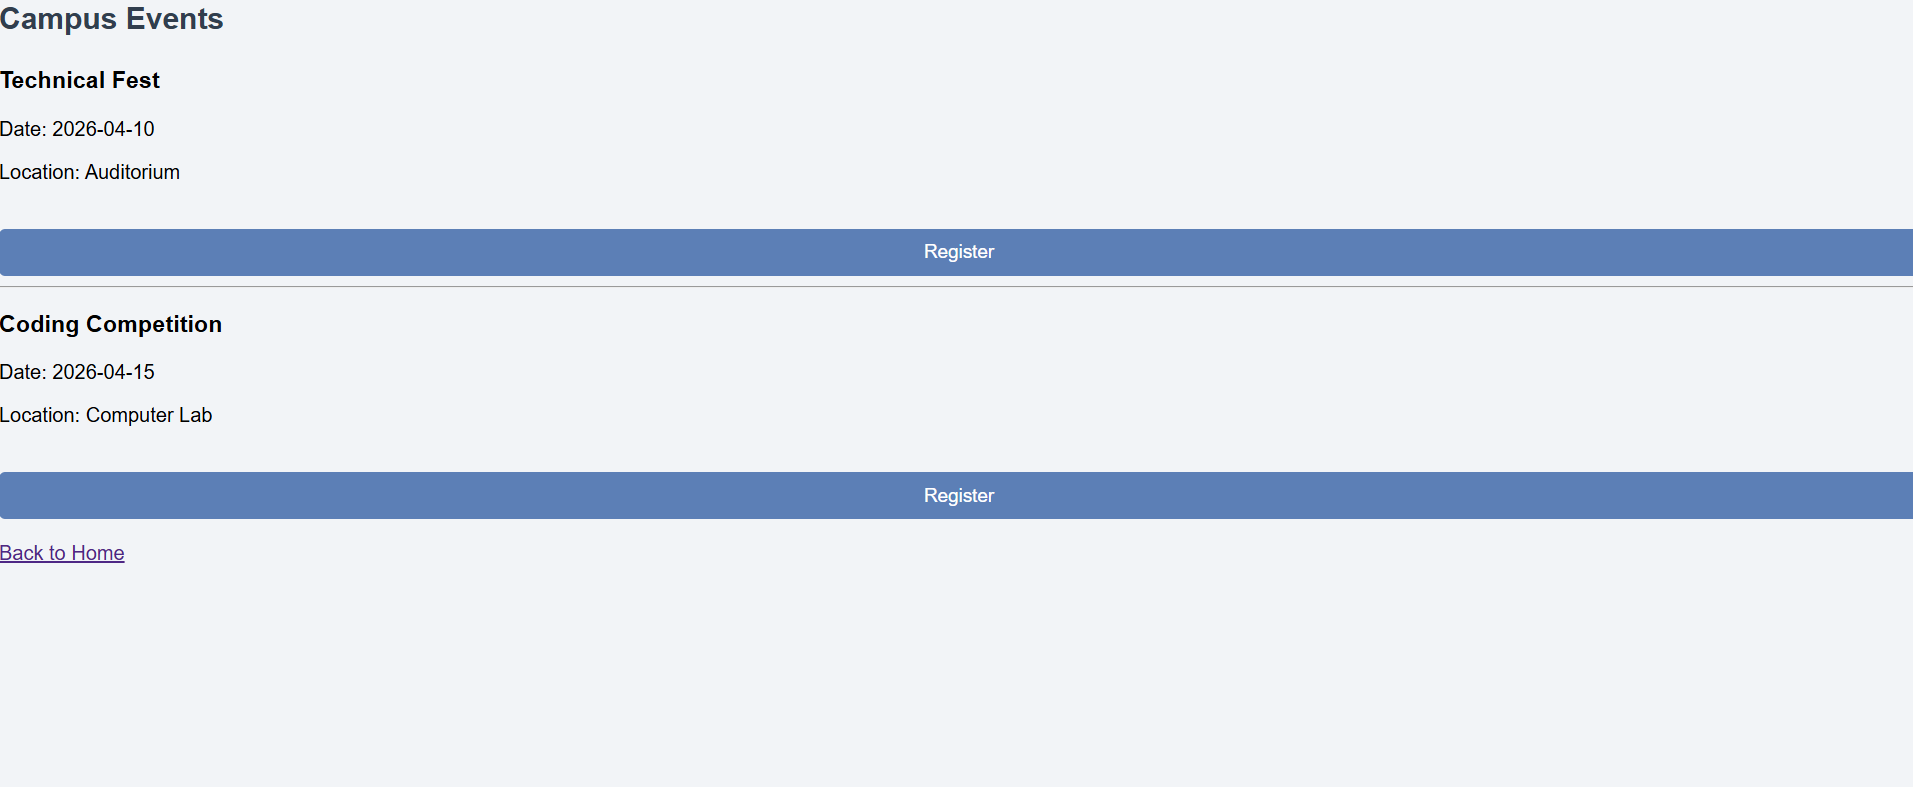 Campus Events
Technical Fest
Date: 2026-04-10
Location: Auditorium
Register
Coding Competition
Date: 2026-04-15
Location: Computer Lab
Register
Back to Home